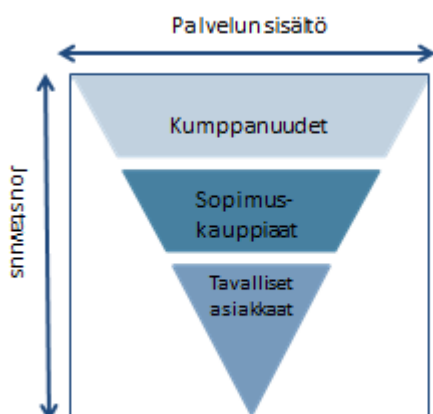 Palvelun sisältö
Joustavuus
Kumppanuudet
Sopimus-
kauppiaat
Tavalliset
asiakkaat